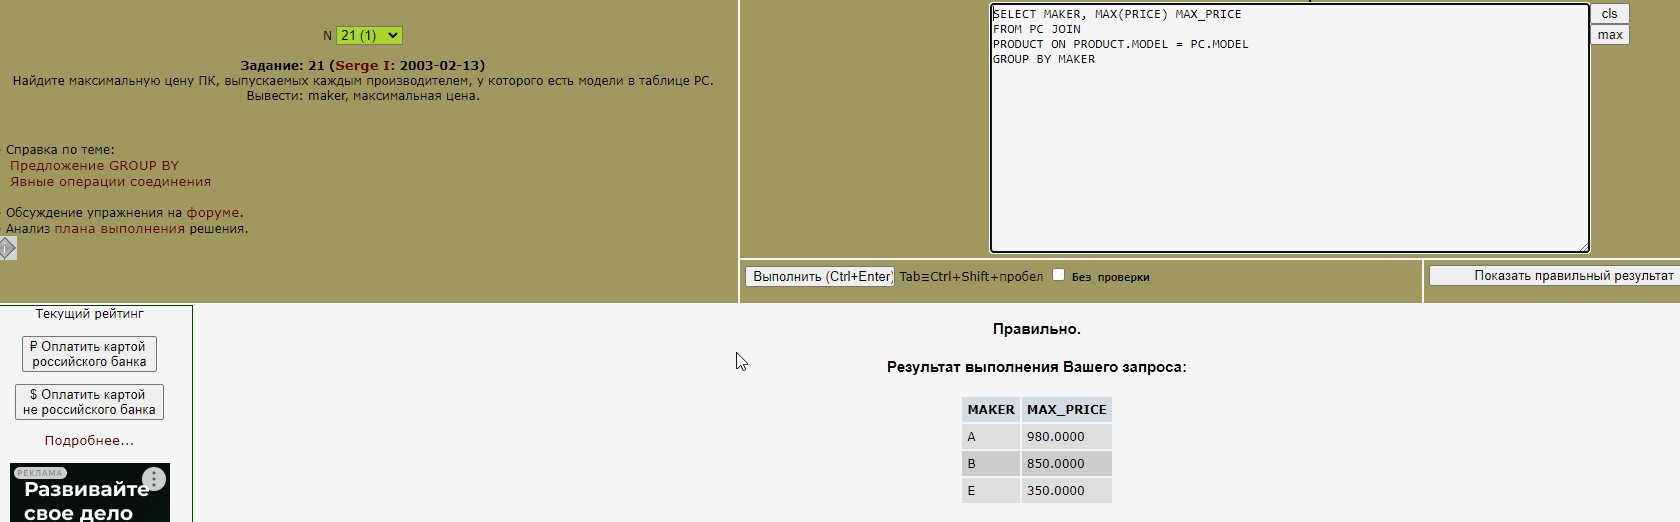 N 21 (1)
Задание: 21 (Serge I: 2003-02-13)
Найдите максимальную цену ПК, выпускаемых каждым производителем, у которого есть модели в таблице PC.
Вывести: maker, максимальная цена.
Справка по теме:
Предложение GROUP BY
Явные операции соединения
Обсуждение упражнения на форуме.
Анализ плана выполнения решения.
SELECT MAKER, MAX(PRICE) MAX_PRICE
FROM PC JOIN
PRODUCT ON PRODUCT.MODEL = PC.MODEL
GROUP BY MAKER
cls
max
Выполнить (Ctrl+Enter) Tab≡Ctrl+Shift+пробел Без проверки
Показать правильный результат
Текущий рейтинг
₽ Оплатить картой
российского банка
$ Оплатить картой
не российского банка
Подробнее...
РЕКЛАМА
Развивайте
свое дело
Правильно.
Результат выполнения Вашего запроса:
MAKER MAX_PRICE
A 980.0000
B 850.0000
E 350.0000